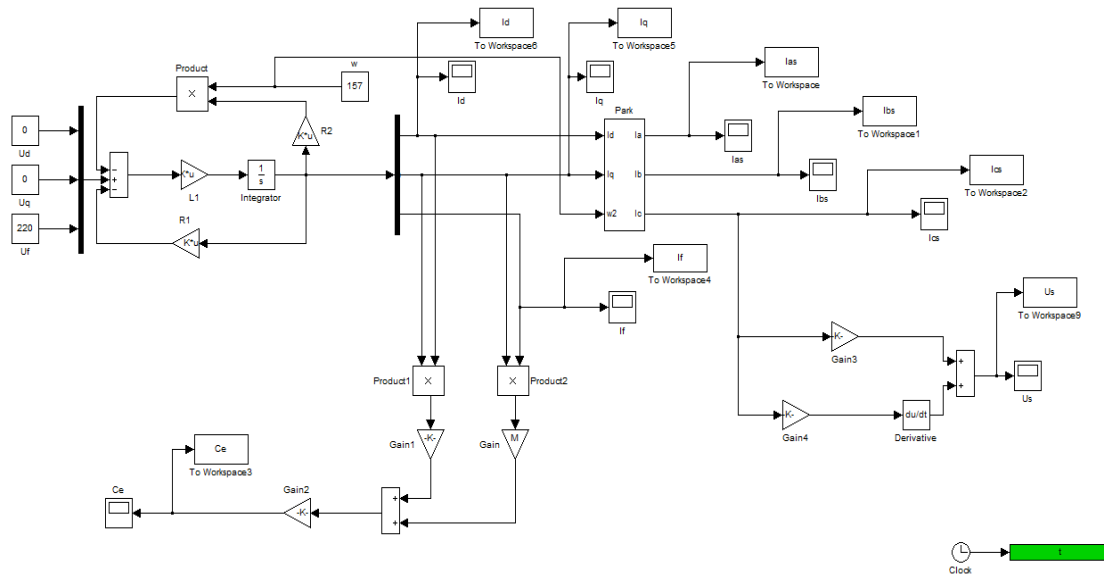 Id
To Workspace6
Iq
To Workspace5
Ias
To Workspace
Ibs
To Workspace1
Ics
To Workspace2
Product
X
w
157
Id
Iq
Park
Id
Iq
w2
Ia
Ib
Ic
Ias
Ibs
Ics
0
Ud
0
Uq
220
Uf
K*u
R2
K*u
L1
1
s
Integrator
R1
K*u
If
To Workspace4
If
Us
To Workspace9
-K-
Gain3
Us
-K-
Gain4
du/dt
Derivative
Product1
X
X
Product2
Gain1
-K-
Gain
M
Ce
To Workspace3
Ce
Gain2
-K-
Clock
t